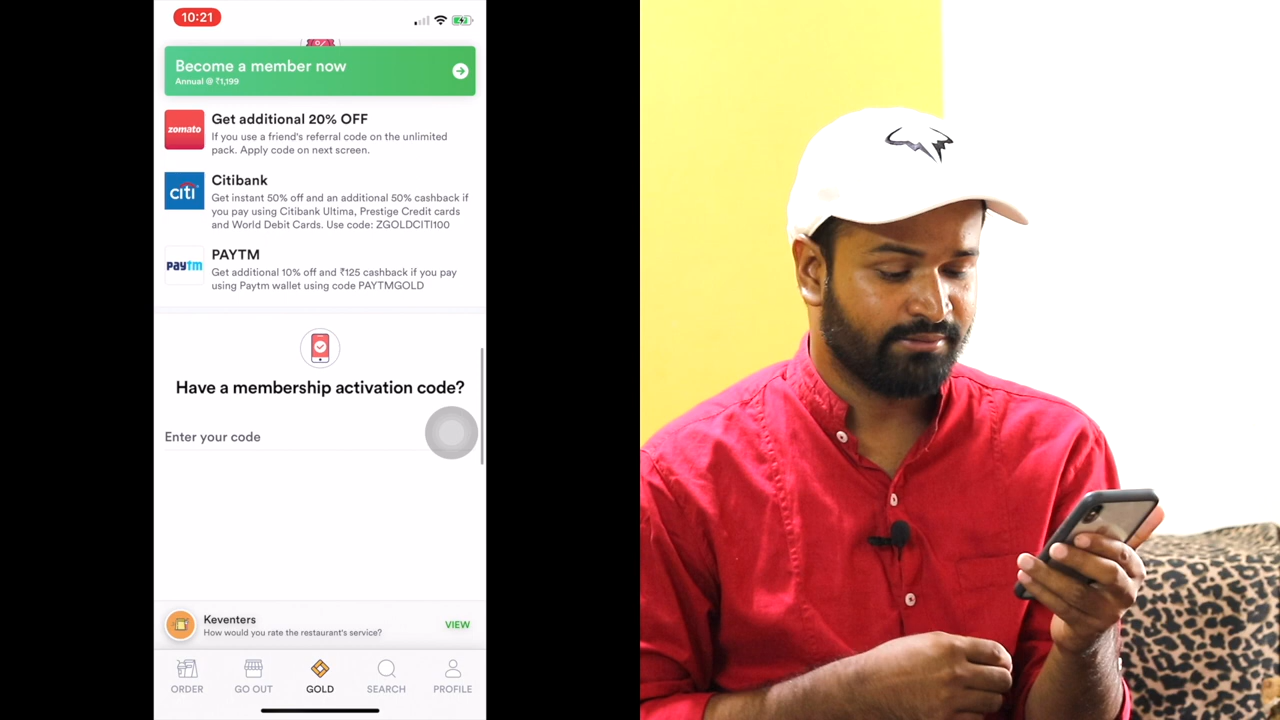 10:21
Become a member now
Annual @ ₹1,199
zomato
Get additional 20% OFF
If you use a friend's referral code on the unlimited
pack. Apply code on next screen.
citi
Citibank
Get instant 50% off and an additional 50% cashback if
you pay using Citibank Ultima, Prestige Credit cards
and World Debit Cards. Use code: ZGOLDCITI100
paytm
PAYTM
Get additional 10% off and ₹125 cashback if you pay
using Paytm wallet using code PAYTMGOLD
Have a membership activation code?
Enter your code
Keventers
How would you rate the restaurant's service?
VIEW
ORDER
GO OUT
GOLD
SEARCH
PROFILE